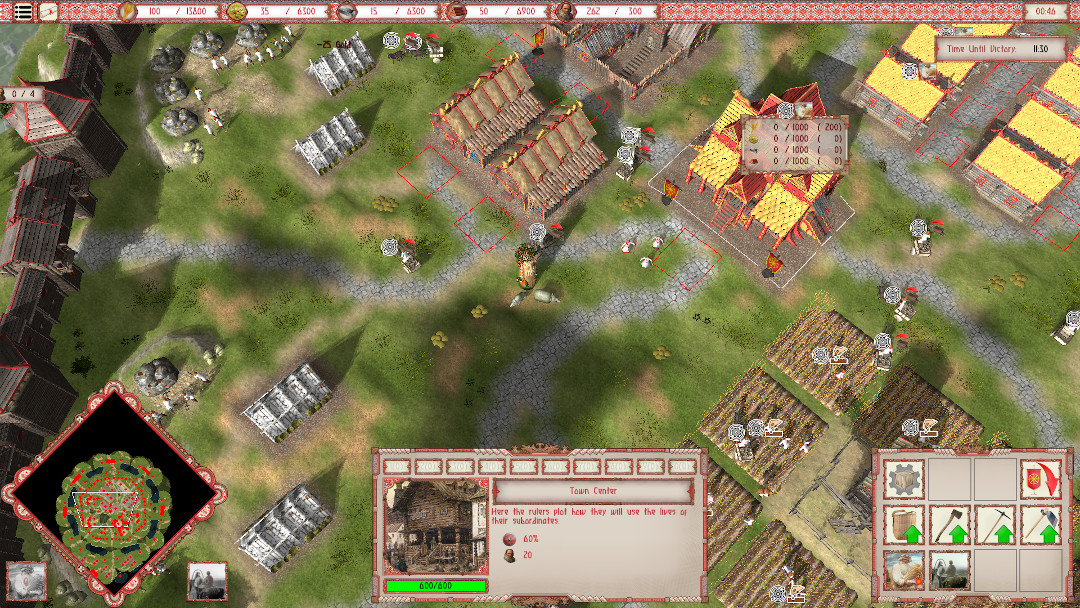 100 / 13800
35 / 6300
15 / 6300
50 / 6900
262 / 300
00:46
Time Until Victory: 11:30
0 / 4
0 /1000 ( 200)
0 /1000 ( 0)
0 /1000 ( 0)
0 /1000 ( 0)
Town Center
Here the rulers plot how they will use the lives of
their subordinates.
60%
20
600/600